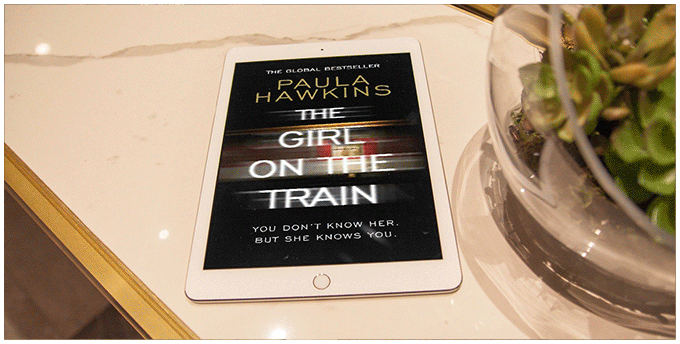 THE GLOBAL BESTSELLER
PAULA
HAWKINS
THE
GIRL
ON THE
TRAIN
YOU DON'T KNOW HER.
BUT SHE KNOWS YOU.